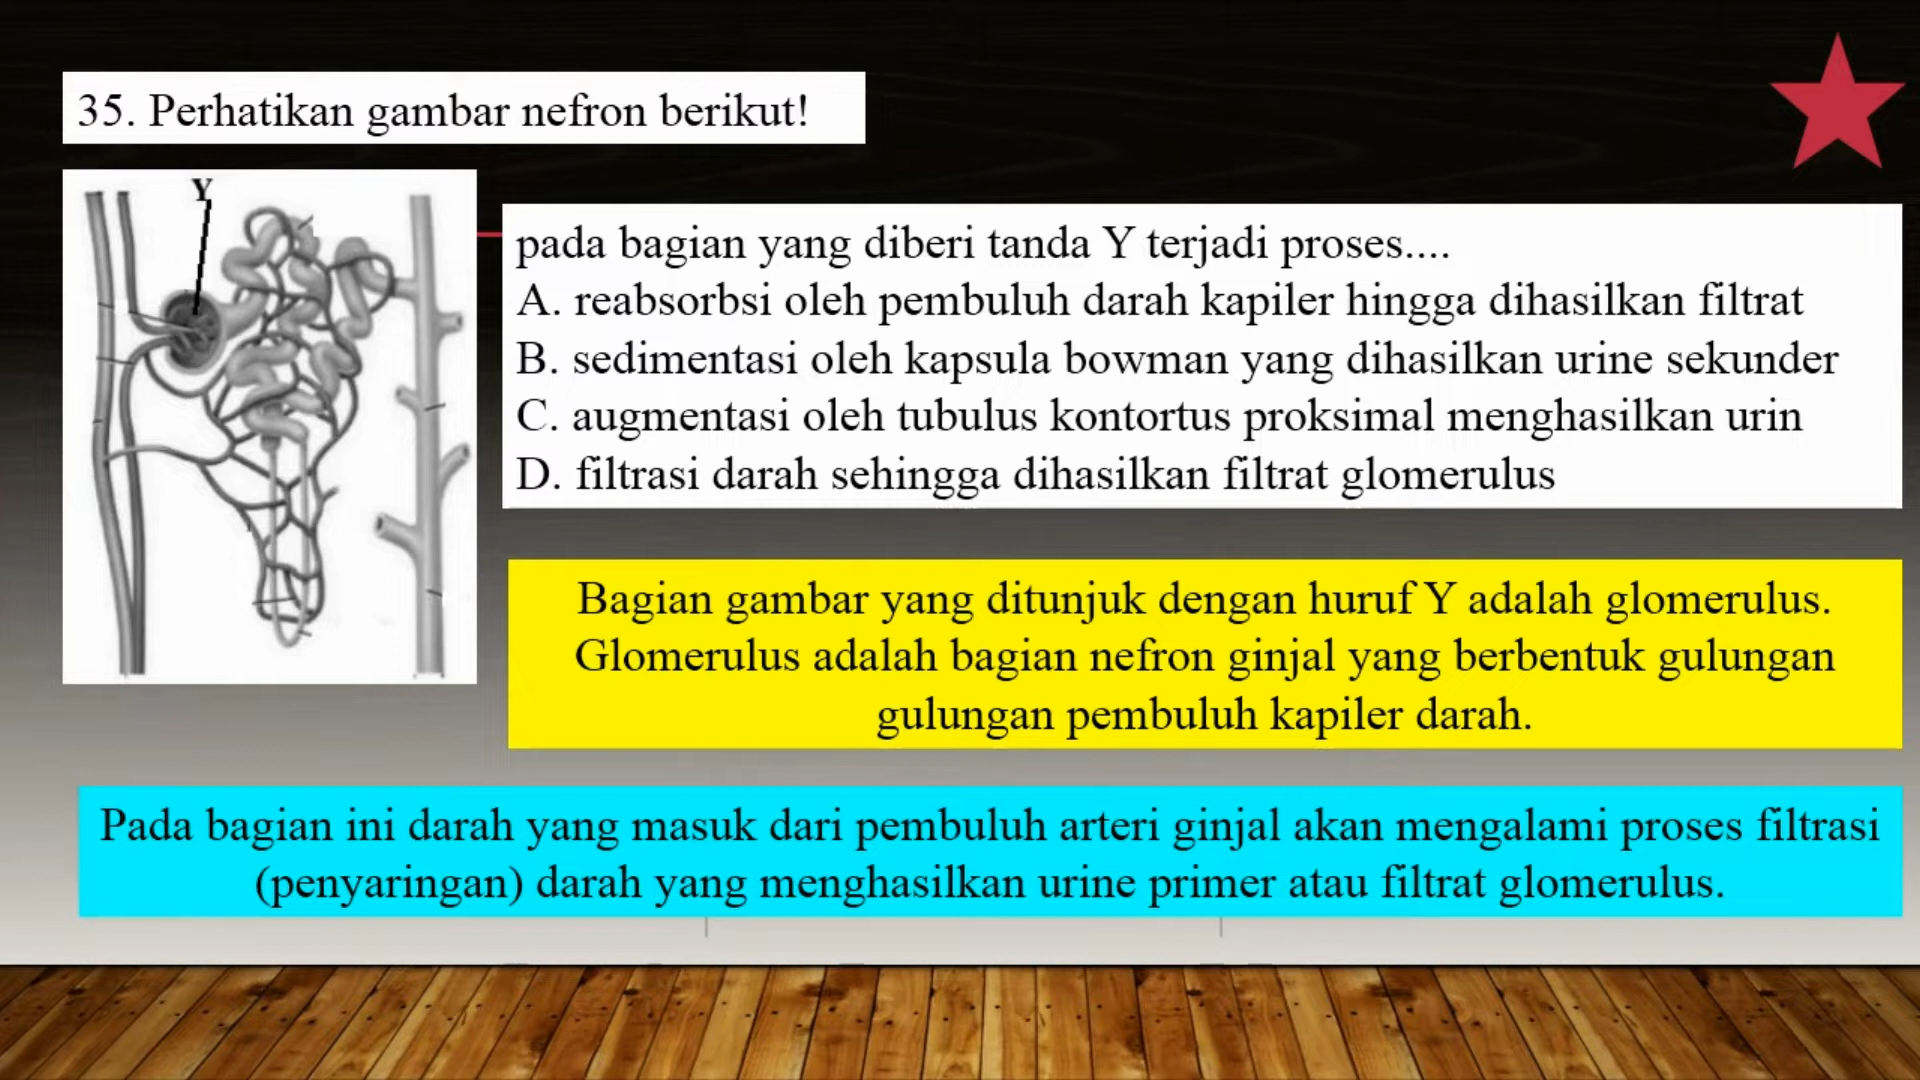 35. Perhatikan gambar nefron berikut!
Y
pada bagian yang diberi tanda Y terjadi proses....
A. reabsorbsi oleh pembuluh darah kapiler hingga dihasilkan filtrat
B. sedimentasi oleh kapsula bowman yang dihasilkan urine sekunder
C. augmentasi oleh tubulus kontortus proksimal menghasilkan urin
D. filtrasi darah sehingga dihasilkan filtrat glomerulus
Bagian gambar yang ditunjuk dengan huruf Y adalah glomerulus.
Glomerulus adalah bagian nefron ginjal yang berbentuk gulungan
gulungan pembuluh kapiler darah.
Pada bagian ini darah yang masuk dari pembuluh arteri ginjal akan mengalami proses filtrasi
(penyaringan) darah yang menghasilkan urine primer atau filtrat glomerulus.